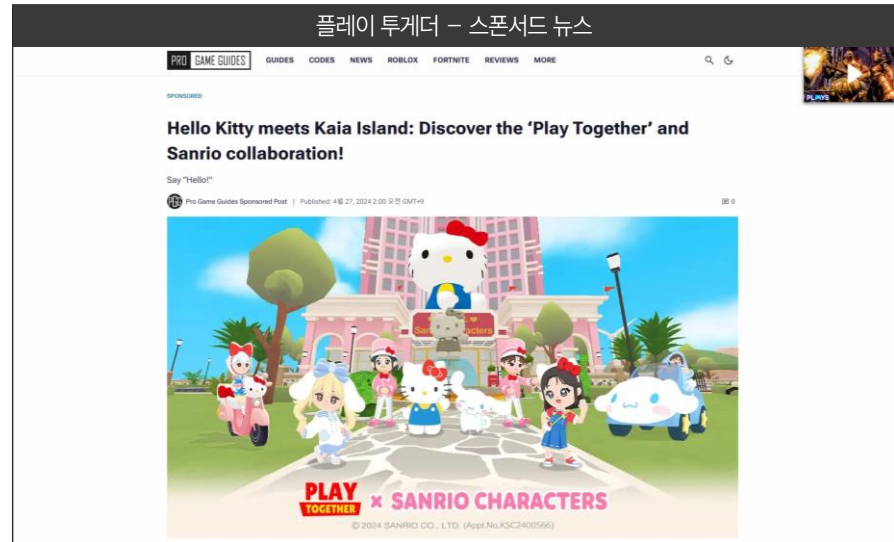 플레이 투게더 – 스폰서드 뉴스
PRO GAME GUIDES GUIDES CODES NEWS ROBLOX FORTNITE REVIEWS MORE
PLAYS
SPONSORED
Hello Kitty meets Kaia Island: Discover the ‘Play Together’ and
Sanrio collaboration!
Say "Hello!"
Pro Game Guides Sponsored Post | Published: 4월 27, 2024 2:00 오전 GMT+9
0
PLAY TOGETHER × SANRIO CHARACTERS
© 2024 SANRIO CO., LTD. (Appl.No.KSC2400566)